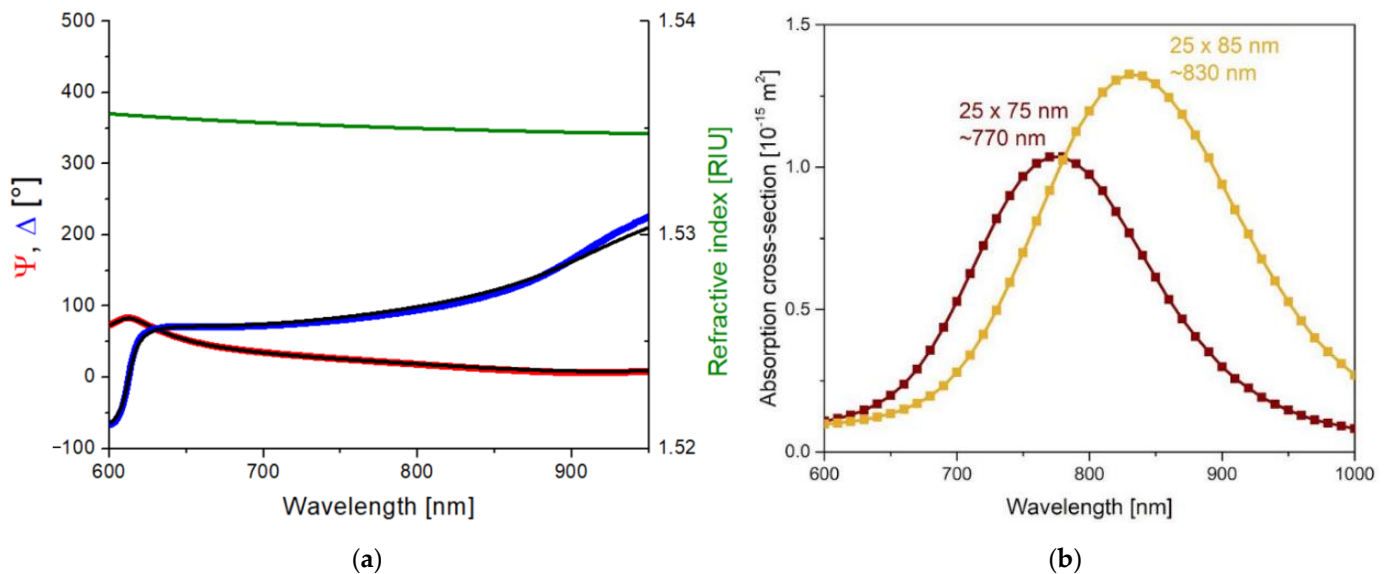 500
400
300
200
100
0
−100
Ψ, Δ [°]
600
700
800
900
Wavelength [nm]
1.54
1.53
1.52
Refractive index [RIU]
(a)
1.5
1.0
0.5
0.0
Absorption cross-section [10⁻¹⁵ m²]
25 x 85 nm
~830 nm
25 x 75 nm
~770 nm
600
700
800
900
1000
Wavelength [nm]
(b)